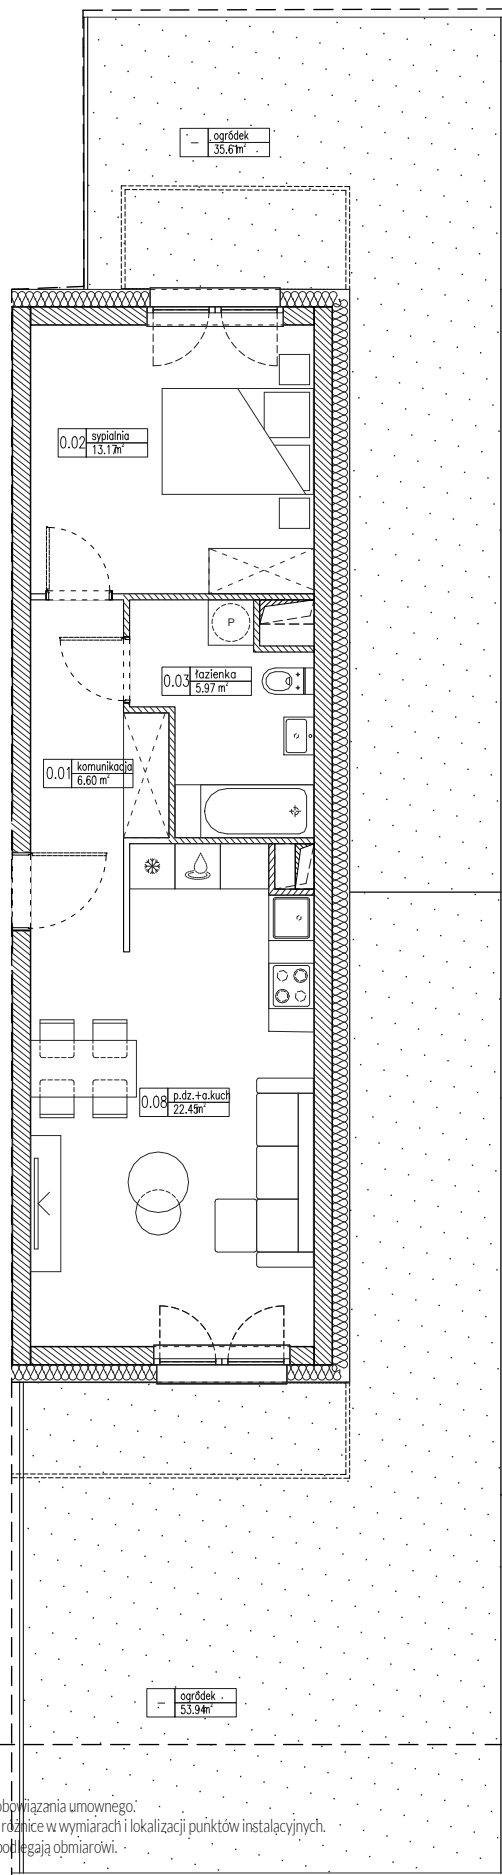 – ogródek
35.61m²
0.02 sypialnia
13.17m²
P
0.03 łazienka
5.97 m²
0.01 komunikacja
6.60 m²
0.08 p.dz.+a.kuch
22.45m²
– ogródek
53.94m²
obowiązania umownego.
różnice w wymiarach i lokalizacji punktów instalacyjnych.
podlegają obmiarowi.